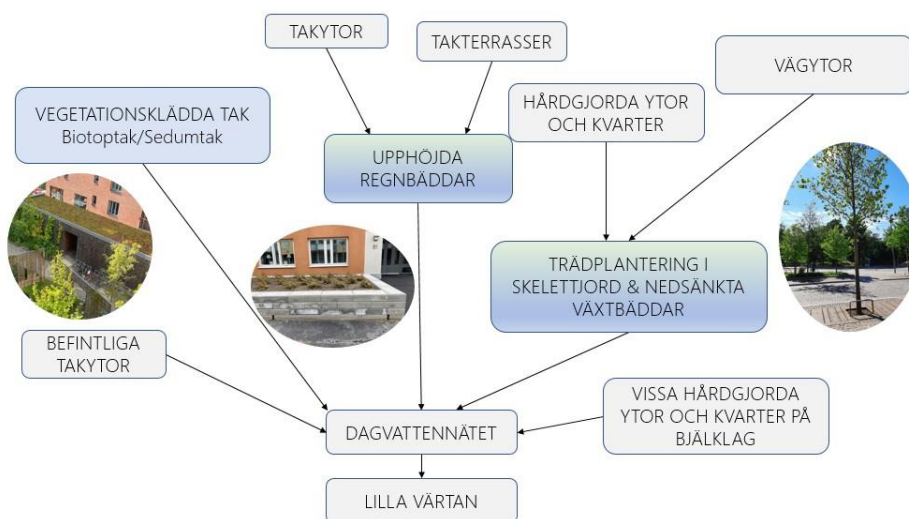 TAKYTOR
TAKTERRASSER
VÄGYTOR
VEGETATIONSKLÄDDA TAK
Biotoptak/Sedumtak
HÅRDGJORDA YTOR
OCH KVARTER
UPPHÖJDA
REGNBÄDDAR
TRÄDPLANTERING I
SKELETTJORD & NEDSÄNKTA
VÄXTBÄDDAR
BEFINTLIGA
TAKYTOR
VISSA HÅRDGJORDA
YTOR OCH KVARTER PÅ
BJÄLKLAG
DAGVATTENNÄTET
LILLA VÄRTAN